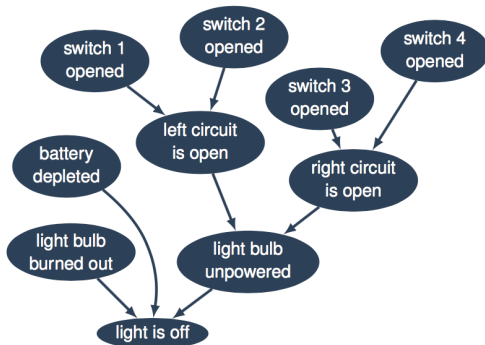 switch 1
opened
switch 2
opened
switch 4
opened
switch 3
opened
left circuit
is open
battery
depleted
right circuit
is open
light bulb
burned out
light bulb
unpowered
light is off